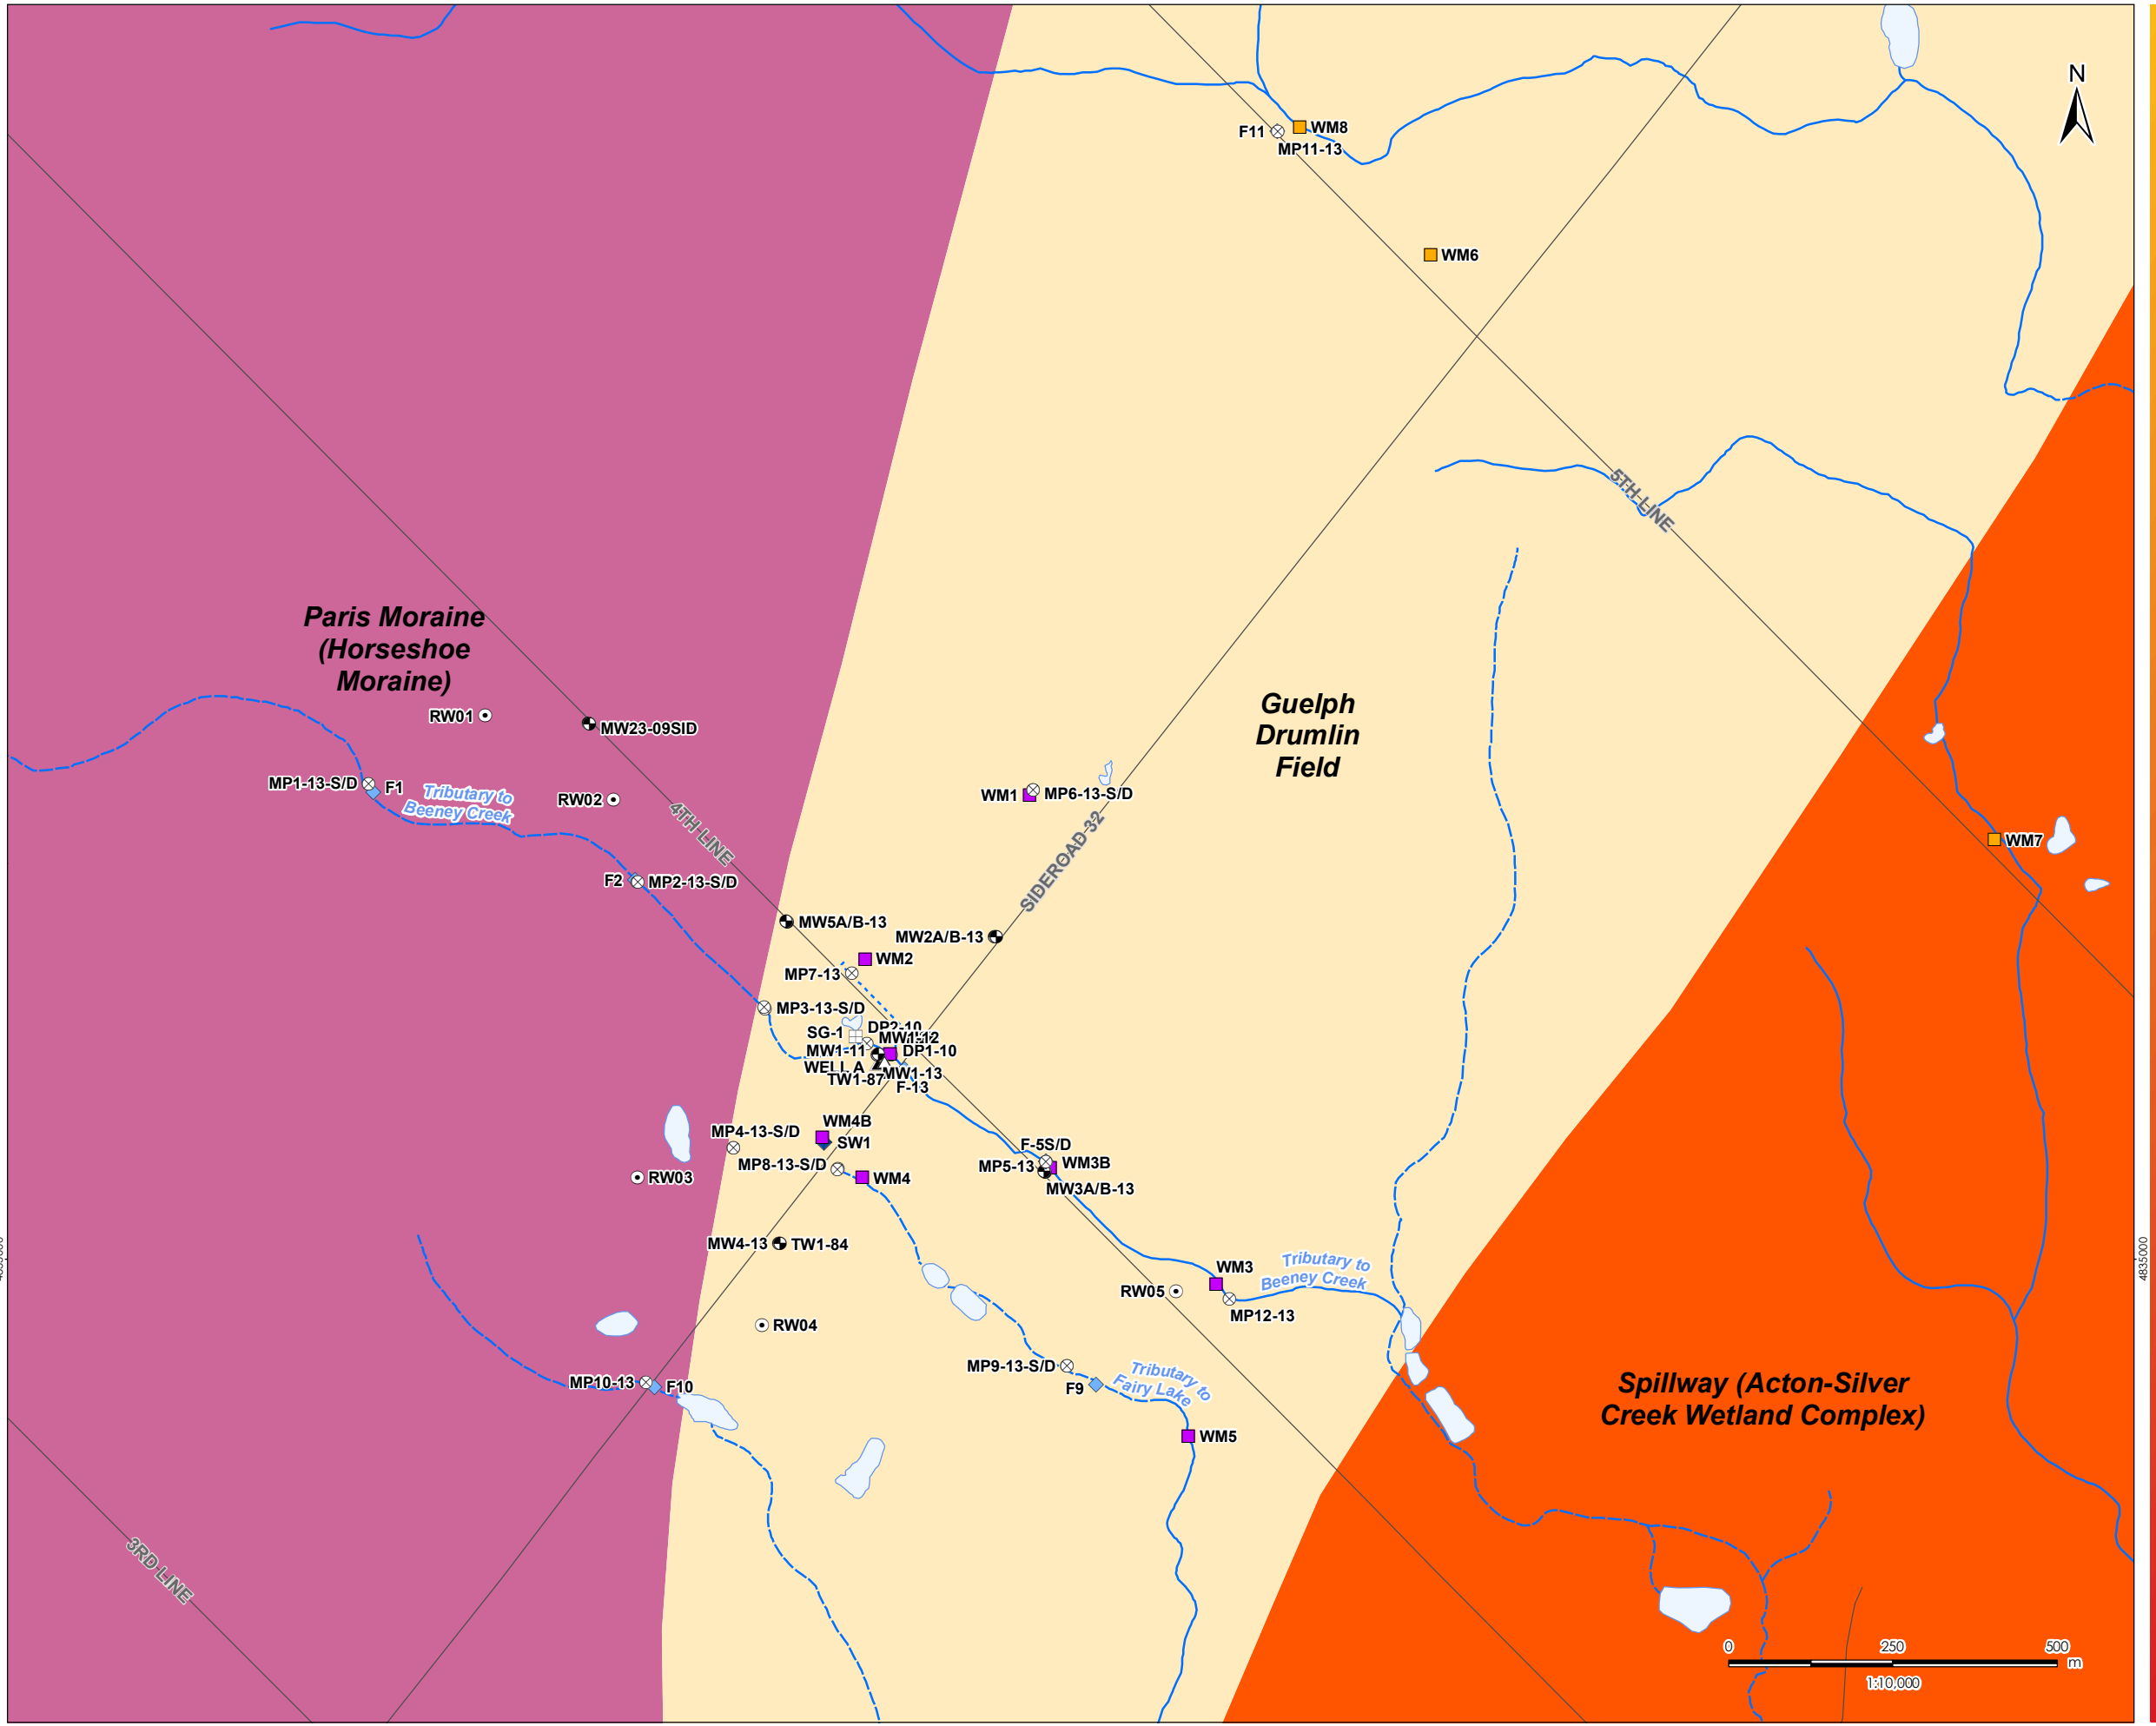 N
F11
WM8
MP11-13
WM6
5TH LINE
Paris Moraine
(Horseshoe
Moraine)
Guelph
Drumlin
Field
RW01
MW23-09SID
MP1-13-S/D
F1
Tributary to
Beeney Creek
RW02
4TH LINE
WM1
MP6-13-S/D
SIDEROAD 32
WM7
F2
MP2-13-S/D
MW5A/B-13
MW2A/B-13
WM2
MP7-13
MP3-13-S/D
DP2-10
SG-1
MW1-12
MW1-11
DP1-10
WELL A
MW1-13
TW1-87
F-13
WM4B
MP4-13-S/D
SW1
F-5S/D
MP8-13-S/D
MP5-13
WM3B
RW03
WM4
MW3A/B-13
MW4-13
TW1-84
4835000
WM3
Tributary to
Beeney Creek
RW05
MP12-13
RW04
MP9-13-S/D
Tributary to
Fairy Lake
F9
MP10-13
F10
Spillway (Acton-Silver
Creek Wetland Complex)
WM5
3RD LINE
0 250 500
m
1:10,000